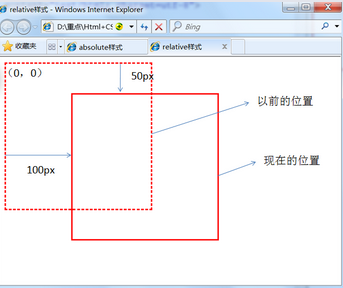 relative样式 - Windows Internet Explorer
D:\重点\Html+CS
Bing
收藏夹
absolute样式
relative样式
(0, 0)
50px
以前的位置
现在的位置
100px